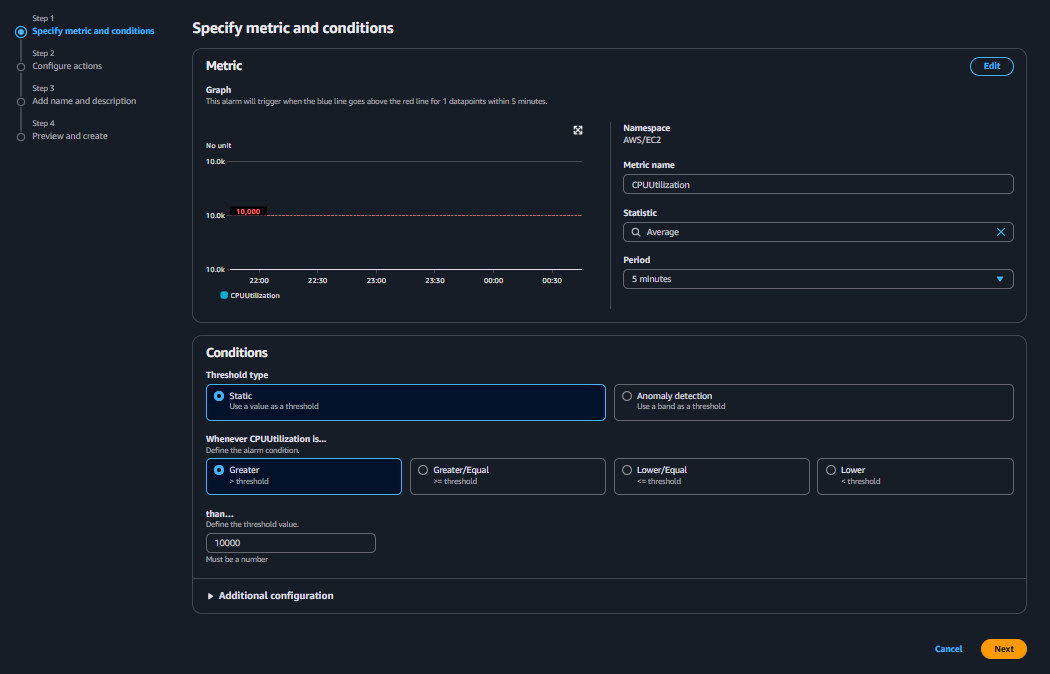 Step 1
Specify metric and conditions
Step 2
Configure actions
Step 3
Add name and description
Step 4
Preview and create
Specify metric and conditions
Metric
Edit
Graph
This alarm will trigger when the blue line goes above the red line for 1 datapoints within 5 minutes.
No unit
10.0k
10,000
10.0k
10.0k
22:00 22:30 23:00 23:30 00:00 00:30
CPUUtilization
Namespace
AWS/EC2
Metric name
CPUUtilization
Statistic
Average
Period
5 minutes
Conditions
Threshold type
Static
Use a value as a threshold
Anomaly detection
Use a band as a threshold
Whenever CPUUtilization is...
Define the alarm condition.
Greater
> threshold
Greater/Equal
>= threshold
Lower/Equal
<= threshold
Lower
< threshold
than...
Define the threshold value.
10000
Must be a number
Additional configuration
Cancel
Next